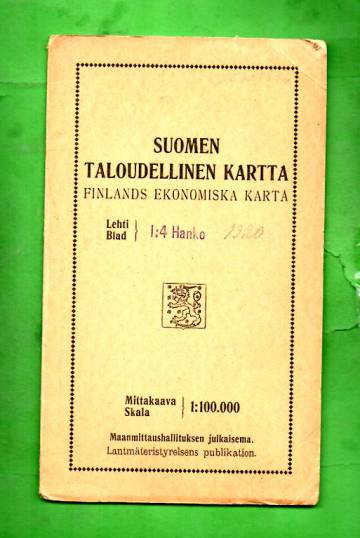 SUOMEN
TALOUDELLINEN KARTTA
FINLANDS EKONOMISKA KARTA
Lehti
Blad
I:4 Hanko 1920
Mittakaava
Skala
1:100.000
Maanmittaushallituksen julkaisema.
Lantmäteristyrelsens publikation.